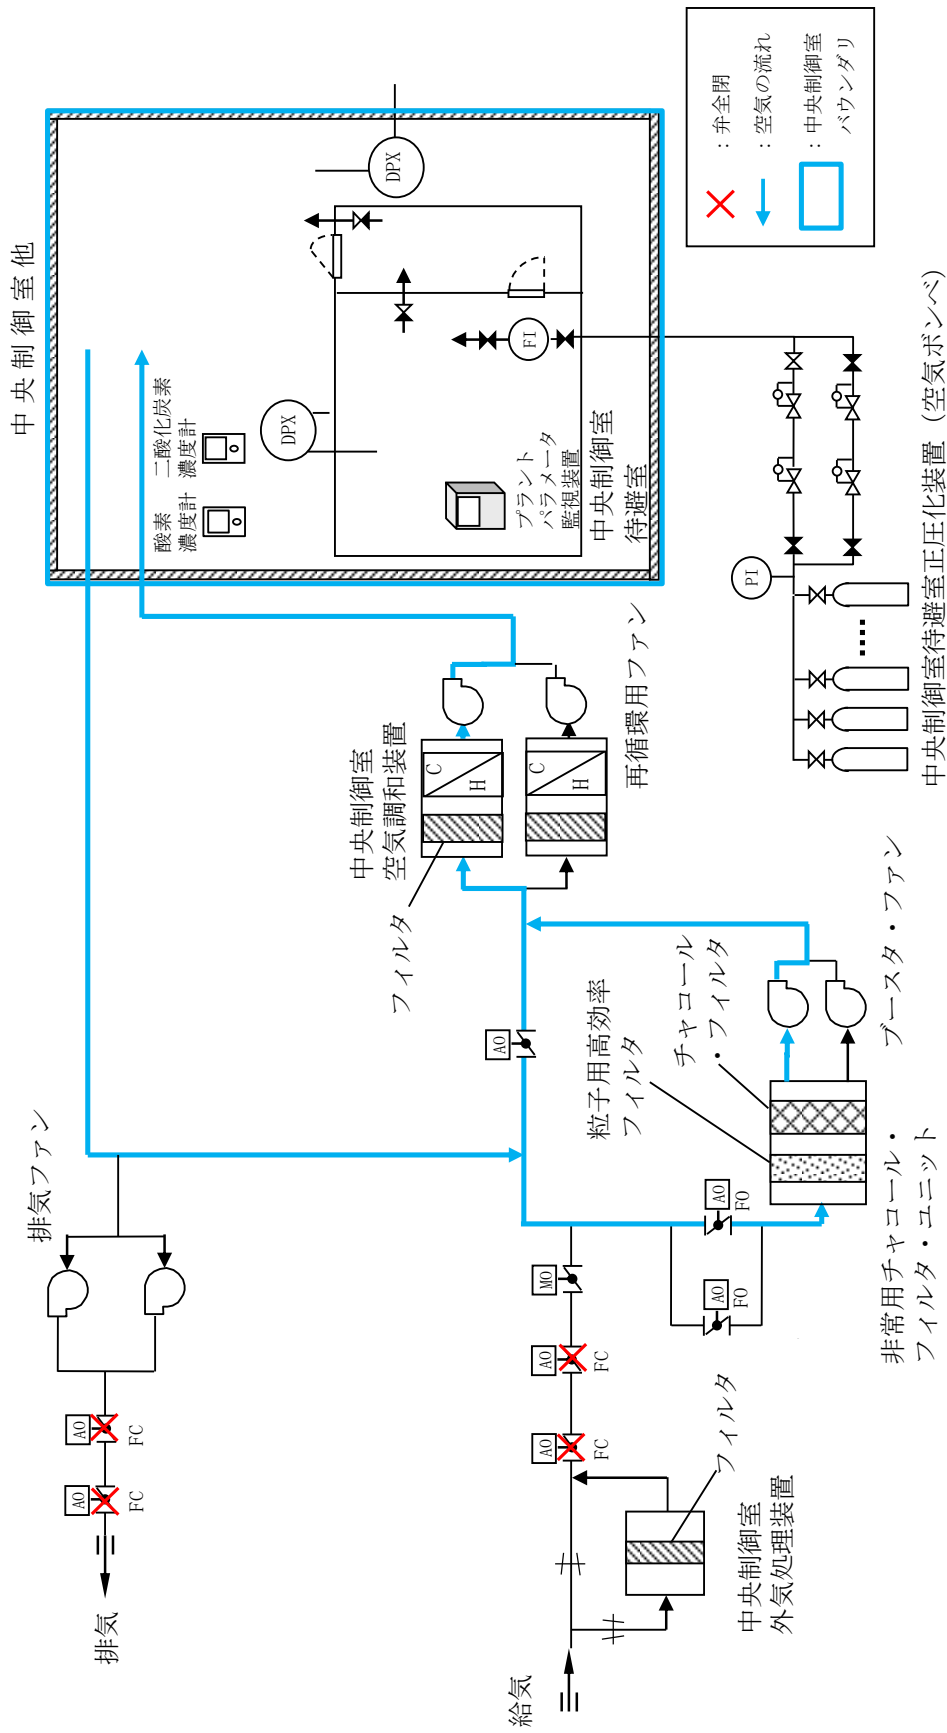 中央制御室他
酸素
濃度計
二酸化炭素
濃度計
DPX
DPX
プラント
パラメータ
監視装置
中央制御室
待避室
FI
：弁全閉
：空気の流れ
：中央制御室
バウンダリ
排気ファン
AO
FC
AO
FC
排気
給気
中央制御室
空気調和装置
フィルタ
C
H
C
H
再循環用ファン
AO
MO
AO
FC
AO
FC
AO
FO
AO
FO
粒子用高効率
フィルタ
チャコール
・フィルタ
ブースタ・ファン
非常用チャコール・
フィルタ・ユニット
フィルタ
中央制御室
外気処理装置
PI
中央制御室待避室正圧化装置（空気ボンベ）